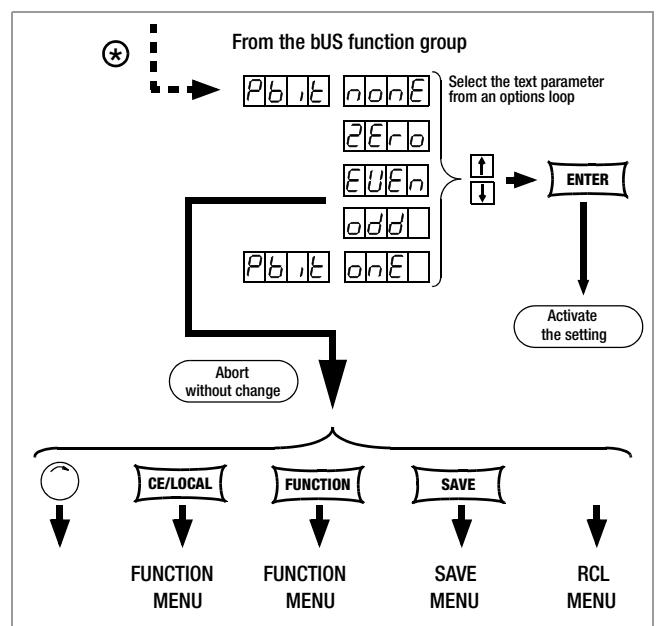 From the bUS function group
Pbit nonE
Select the text parameter
from an options loop
ZEro
EUEn
odd
Pbit onE
↑
↓
ENTER
Activate
the setting
Abort
without change
CE/LOCAL
FUNCTION
SAVE
FUNCTION
MENU
FUNCTION
MENU
SAVE
MENU
RCL
MENU